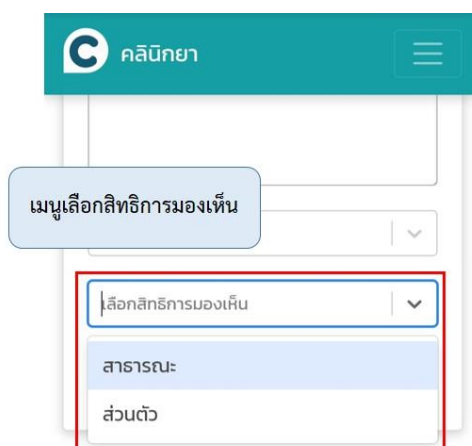 C คลินิกยา
เมนูเลือกสิทธิการมองเห็น
เลือกสิทธิการมองเห็น
สาธารณะ
ส่วนตัว